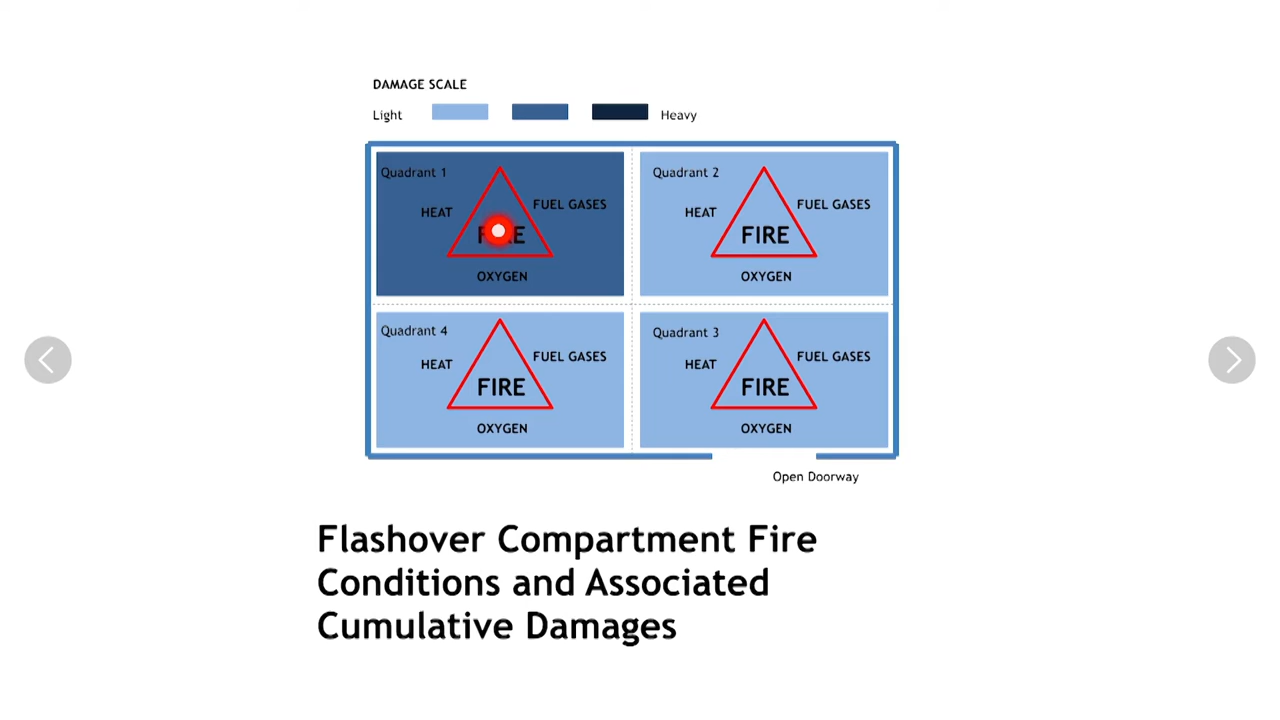 DAMAGE SCALE
Light Heavy
Quadrant 1
HEAT
FUEL GASES
OXYGEN
Quadrant 2
HEAT
FUEL GASES
FIRE
OXYGEN
Quadrant 4
HEAT
FUEL GASES
FIRE
OXYGEN
Quadrant 3
HEAT
FUEL GASES
FIRE
OXYGEN
Open Doorway
Flashover Compartment Fire
Conditions and Associated
Cumulative Damages